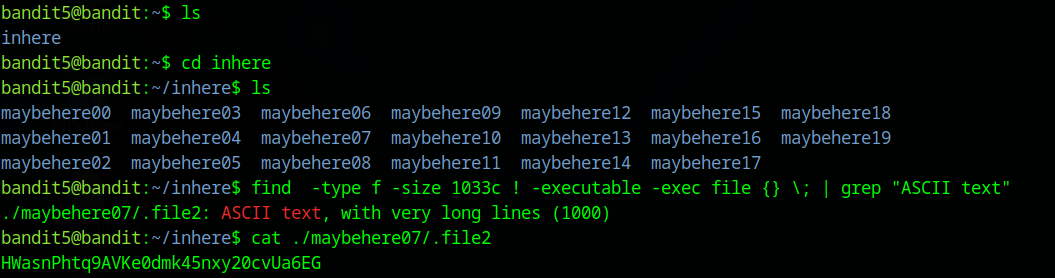 bandit5@bandit:~$ ls
inhere
bandit5@bandit:~$ cd inhere
bandit5@bandit:~/inhere$ ls
maybehere00  maybehere03  maybehere06  maybehere09  maybehere12  maybehere15  maybehere18
maybehere01  maybehere04  maybehere07  maybehere10  maybehere13  maybehere16  maybehere19
maybehere02  maybehere05  maybehere08  maybehere11  maybehere14  maybehere17
bandit5@bandit:~/inhere$ find  -type f -size 1033c ! -executable -exec file {} \; | grep "ASCII text"
./maybehere07/.file2: ASCII text, with very long lines (1000)
bandit5@bandit:~/inhere$ cat ./maybehere07/.file2
HWasnPhtq9AVKe0dmk45nxy20cvUa6EG